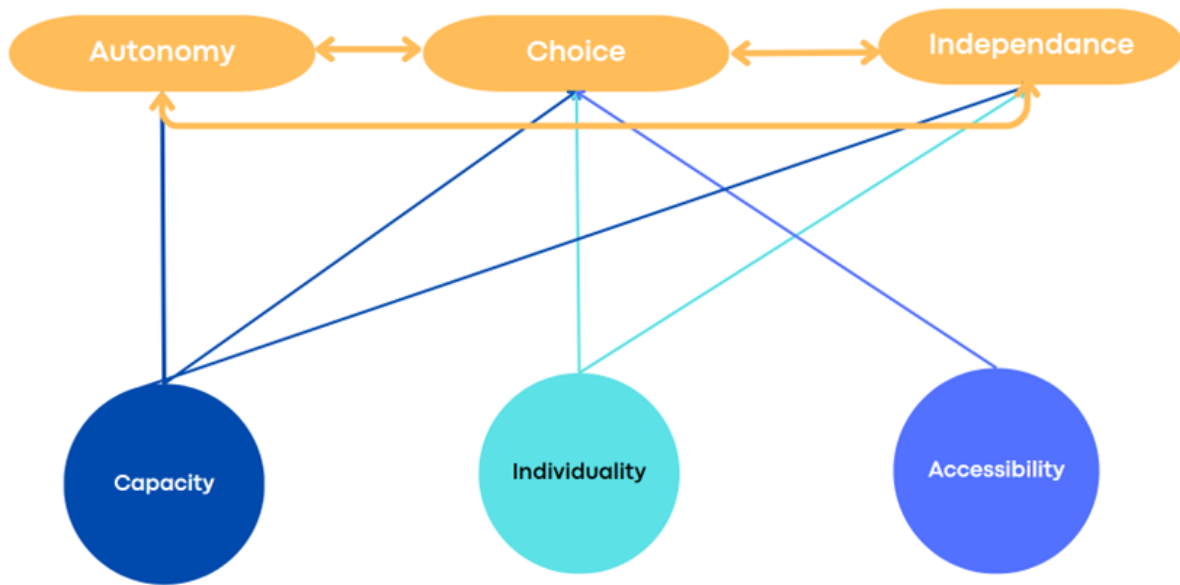 Autonomy
Choice
Independance
Capacity
Individuality
Accessibility